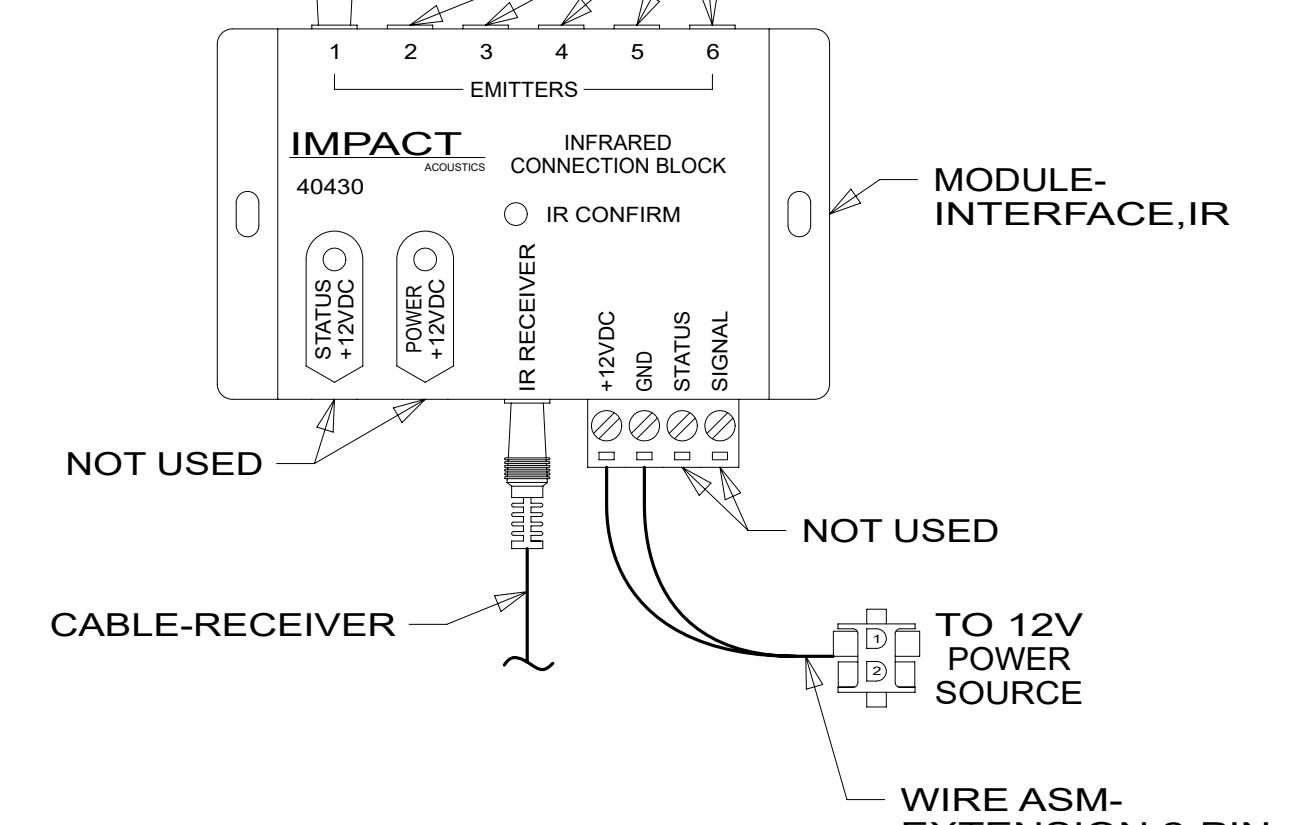 1 2 3 4 5 6
EMITTERS
IMPACT
ACOUSTICS
40430
INFRARED
CONNECTION BLOCK
IR CONFIRM
MODULE-
INTERFACE,IR
STATUS
+12VDC
POWER
+12VDC
IR RECEIVER
+12VDC
GND
STATUS
SIGNAL
NOT USED
NOT USED
CABLE-RECEIVER
1
2
TO 12V
POWER
SOURCE
WIRE ASM-